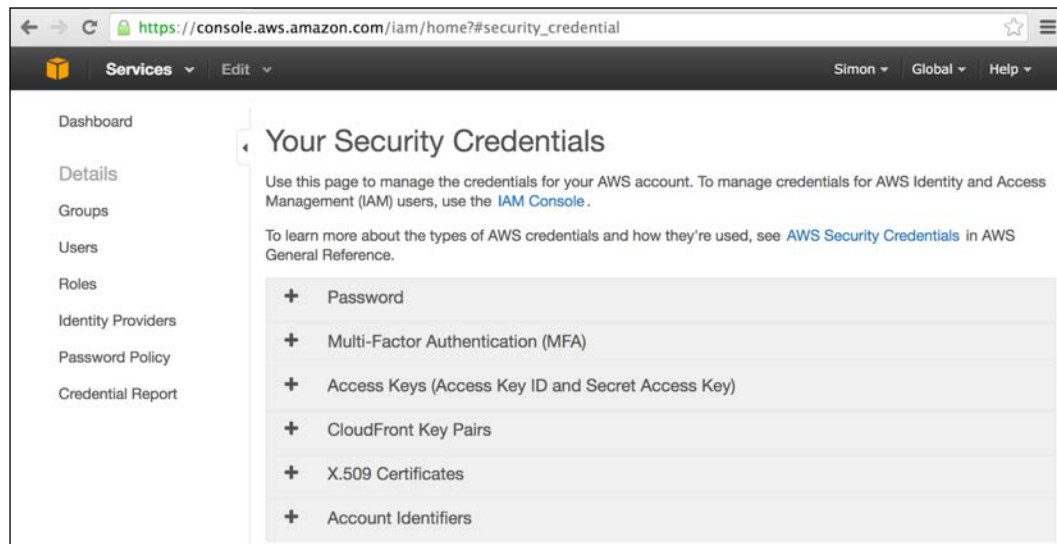 https://console.aws.amazon.com/iam/home?#security_credential
Services Edit Simon Global Help
Dashboard
Details
Groups
Users
Roles
Identity Providers
Password Policy
Credential Report
Your Security Credentials
Use this page to manage the credentials for your AWS account. To manage credentials for AWS Identity and Access
Management (IAM) users, use the IAM Console.
To learn more about the types of AWS credentials and how they're used, see AWS Security Credentials in AWS
General Reference.
Password
Multi-Factor Authentication (MFA)
Access Keys (Access Key ID and Secret Access Key)
CloudFront Key Pairs
X.509 Certificates
Account Identifiers